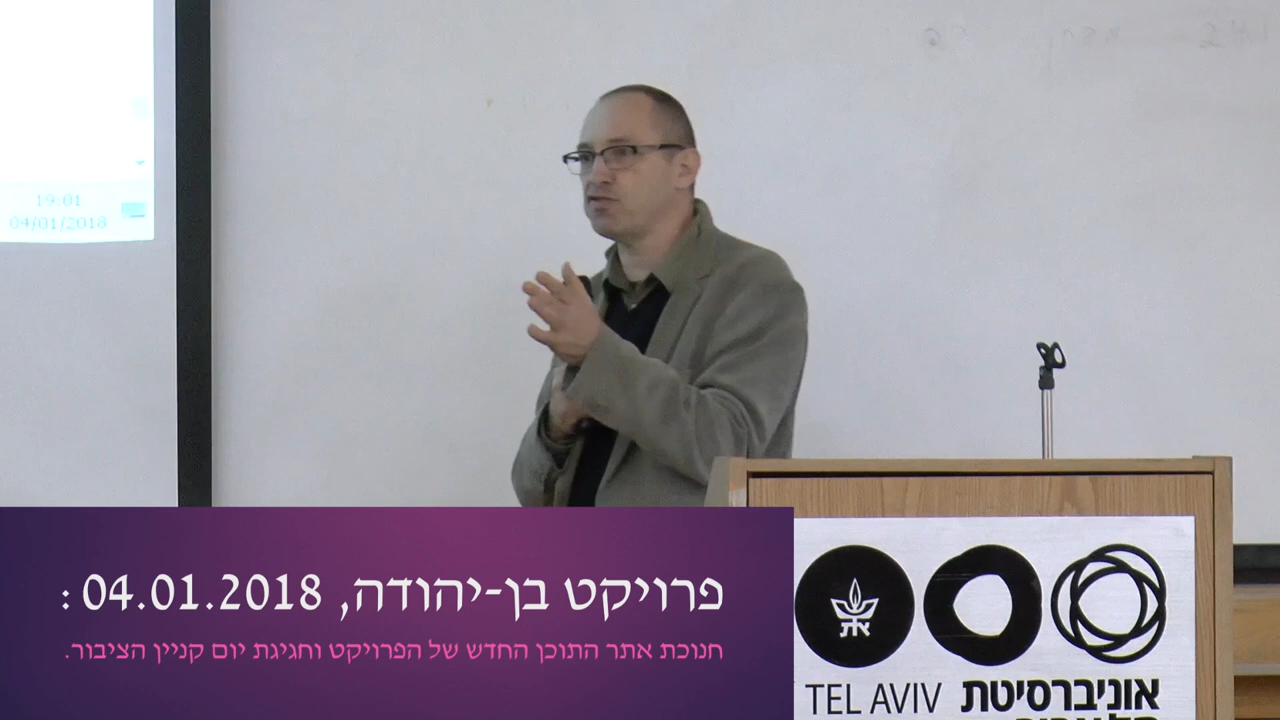 19:01
04/01/2018
פרויקט בן-יהודה, 04.01.2018 :
חנוכת אתר התוכן החדש של הפרויקט וחגיגת יום קניין הציבור.
אוניברסיטת TEL AVIV